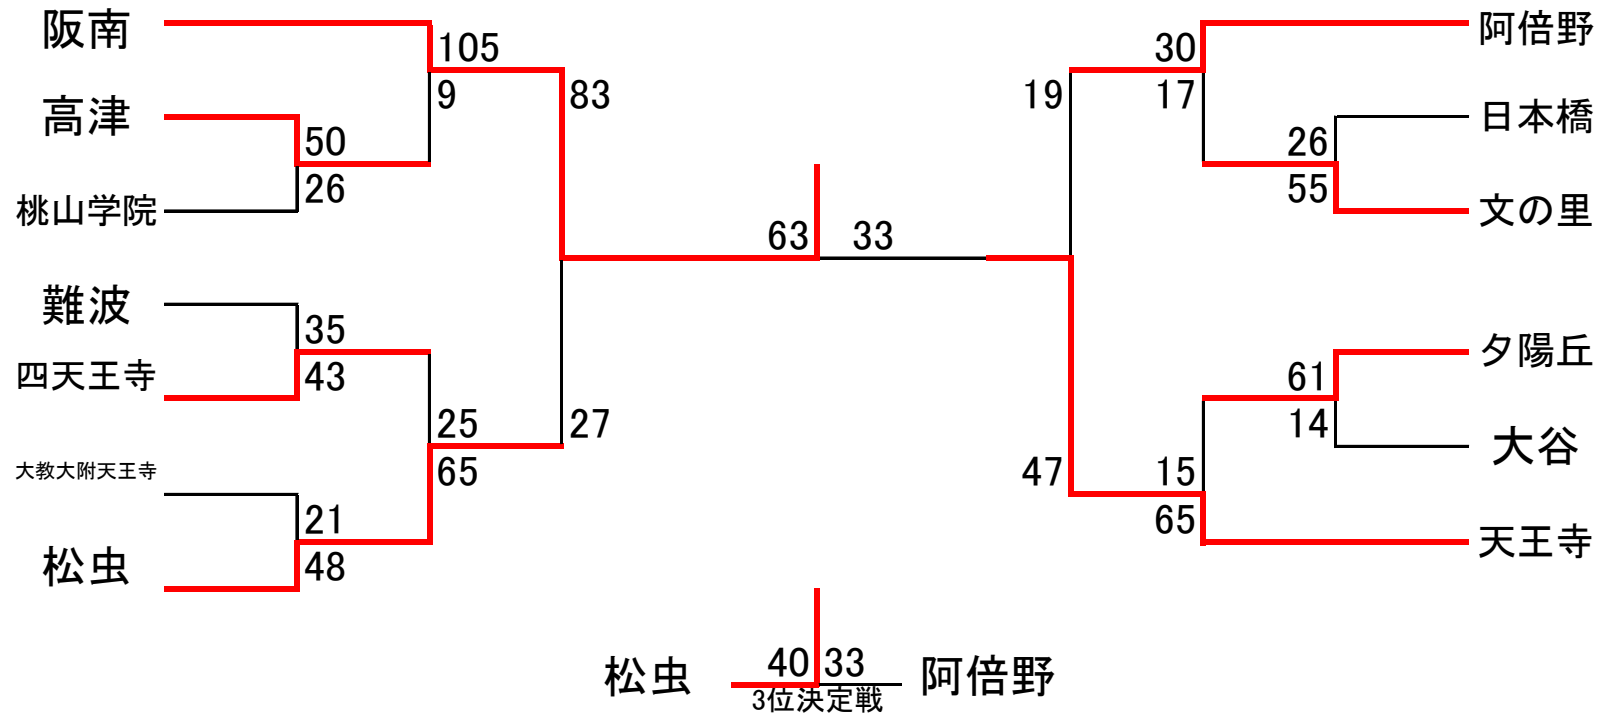 阪南
105
9
83
高津
50
26
桃山学院
難波
35
43
四天王寺
25
65
27
大教大附天王寺
21
48
松虫
63
33
阿倍野
30
17
19
日本橋
26
55
文の里
夕陽丘
61
14
大谷
15
65
47
天王寺
松虫
40
33
阿倍野
3位決定戦